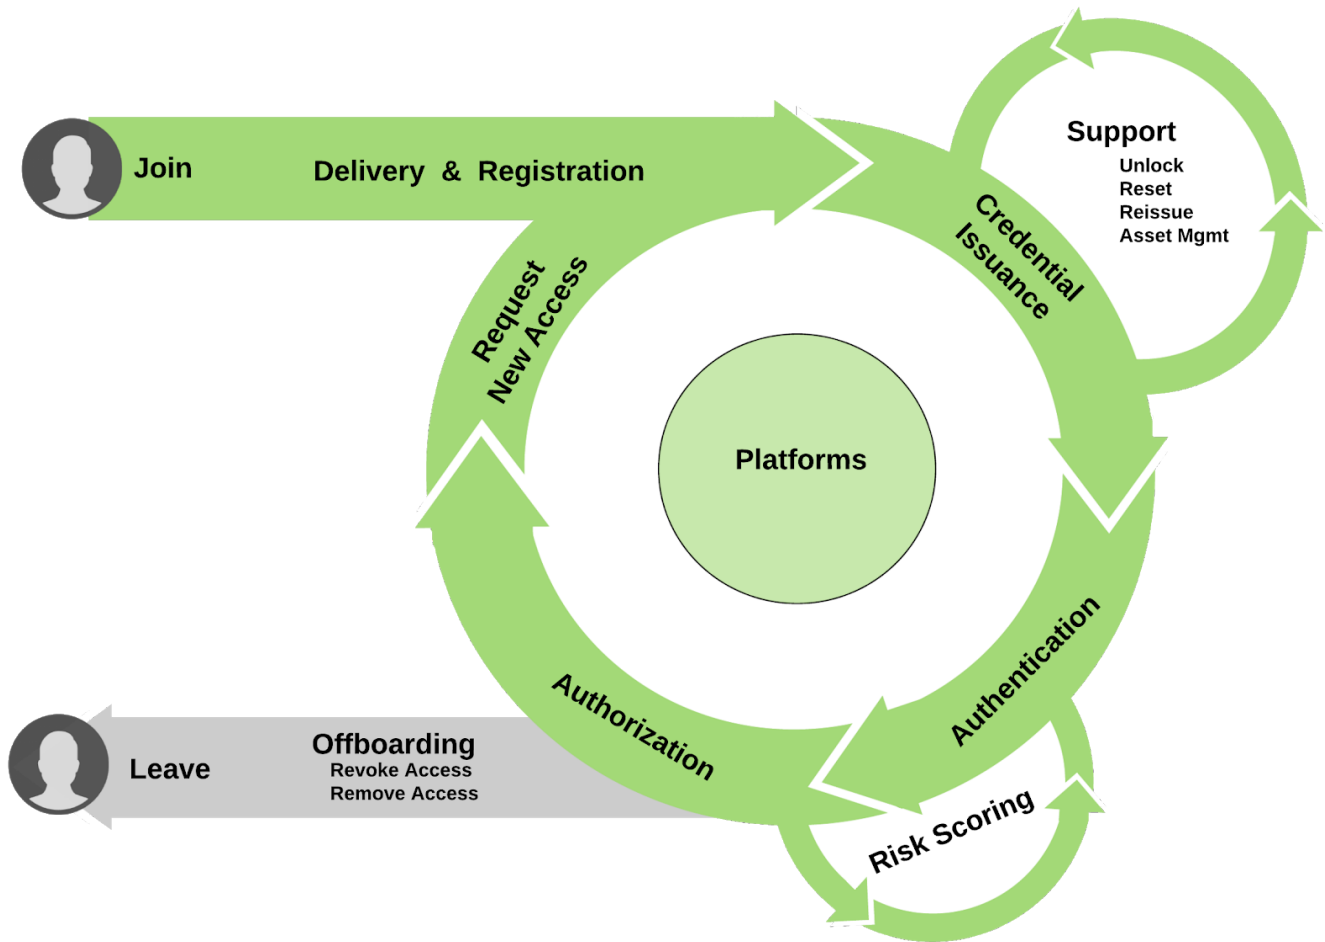 Join
Delivery & Registration
Support
Unlock
Reset
Reissue
Asset Mgmt
Credential
Issuance
Request
New Access
Platforms
Authentication
Authorization
Risk Scoring
Leave
Offboarding
Revoke Access
Remove Access